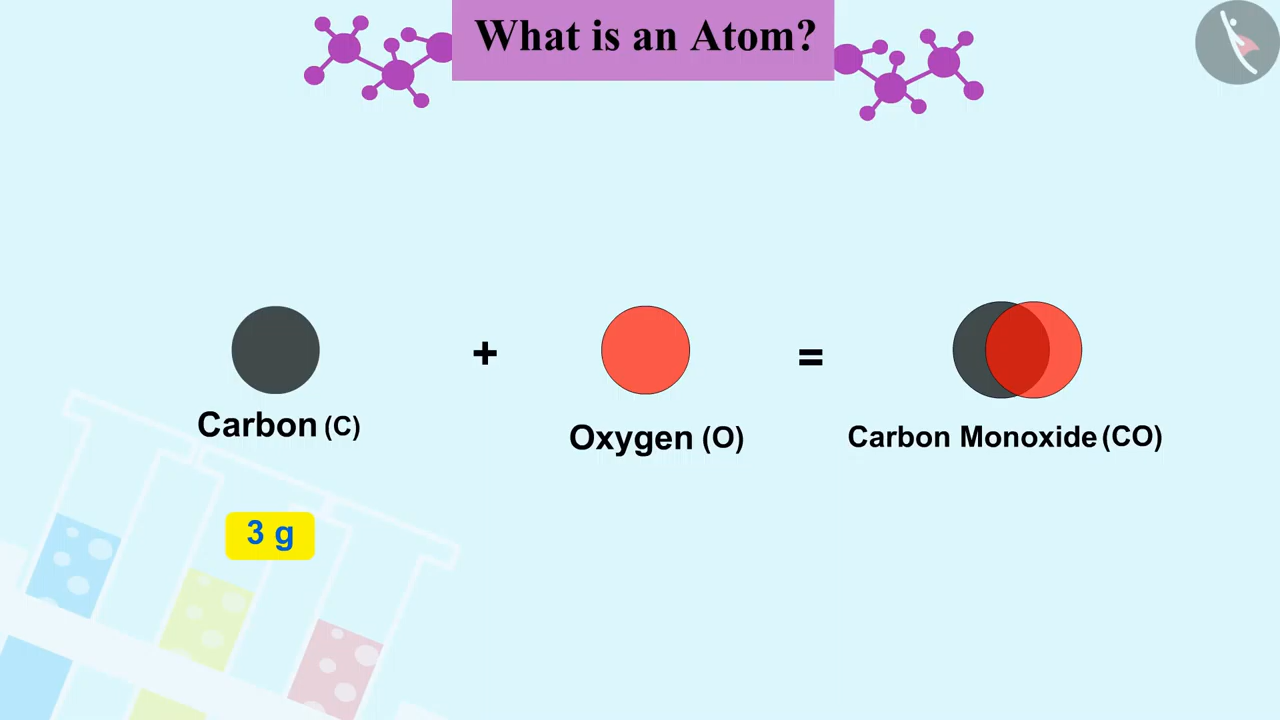 What is an Atom?
+
=
Carbon (C)
Oxygen (O)
Carbon Monoxide (CO)
3 g